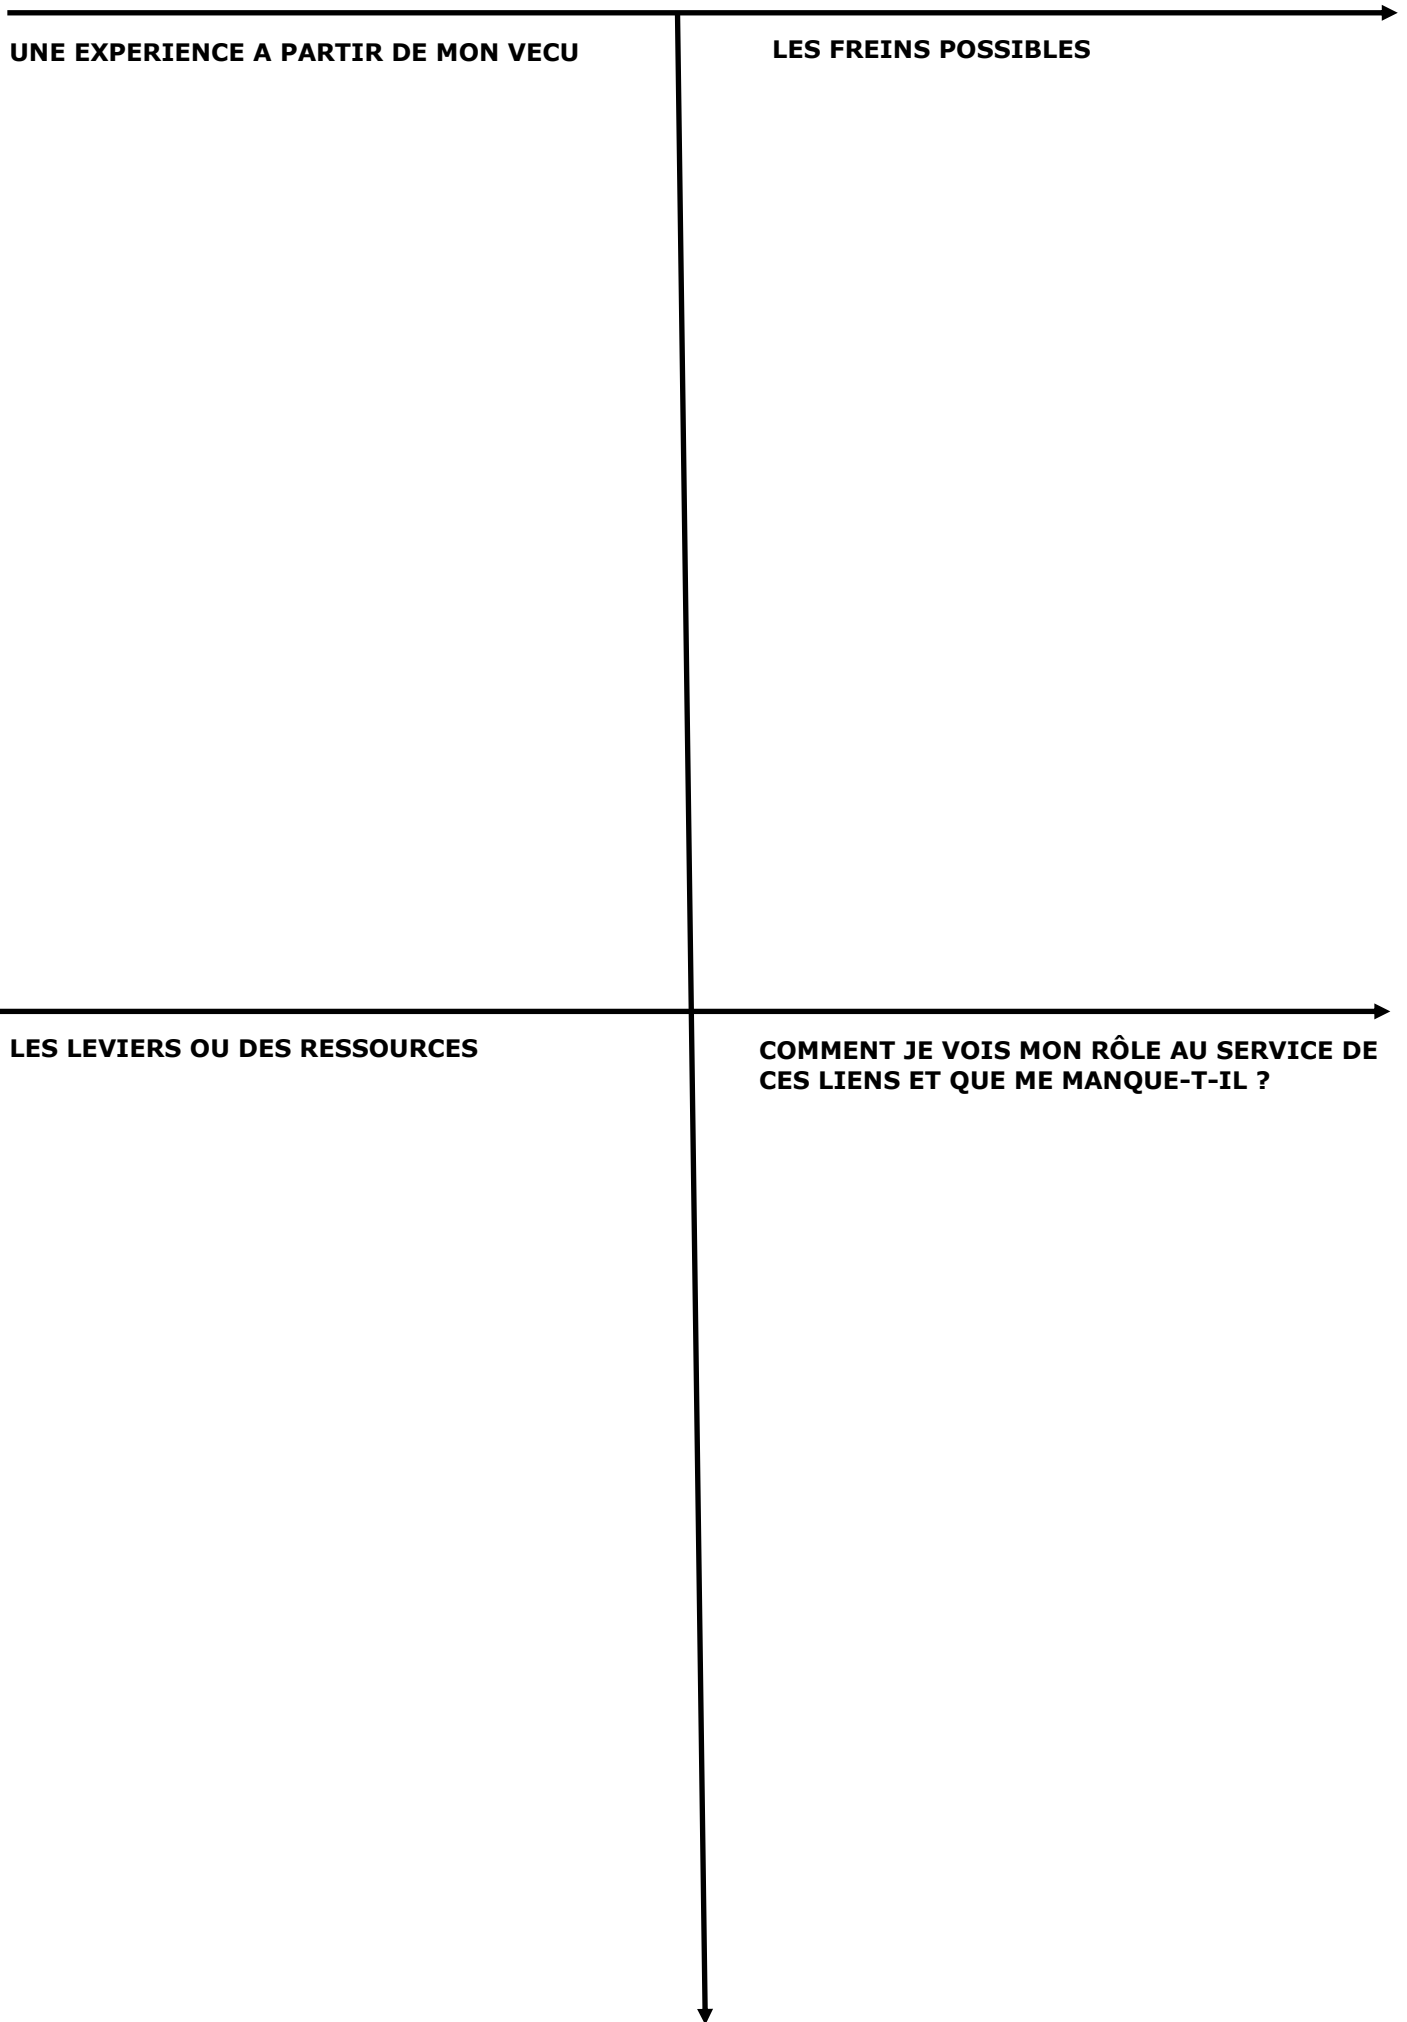 UNE EXPERIENCE A PARTIR DE MON VECU
LES FREINS POSSIBLES
LES LEVIERS OU DES RESSOURCES
COMMENT JE VOIS MON RÔLE AU SERVICE DE
CES LIENS ET QUE ME MANQUE-T-IL ?